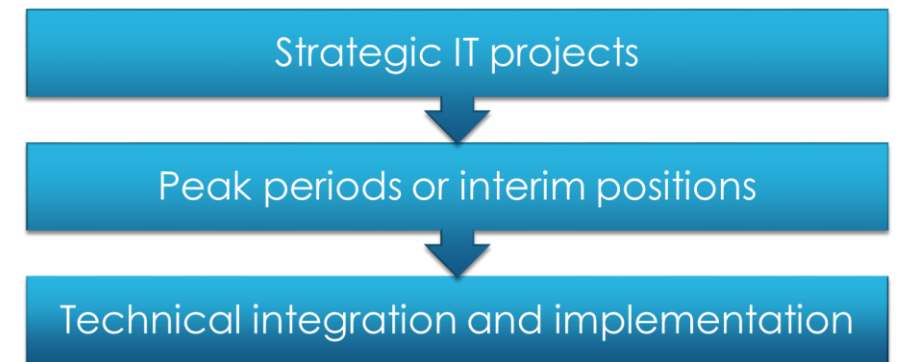 Strategic IT projects
Peak periods or interim positions
Technical integration and implementation